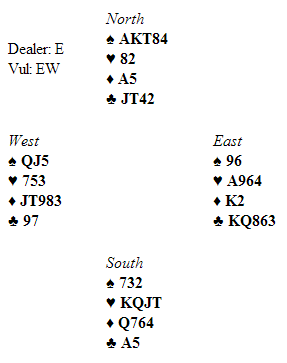 North
Dealer: E
Vul: EW
♠ AKT84
♥ 82
♦ A5
♣ JT42
West
♠ QJ5
♥ 753
♦ JT983
♣ 97
East
♠ 96
♥ A964
♦ K2
♣ KQ863
South
♠ 732
♥ KQJT
♦ Q764
♣ A5